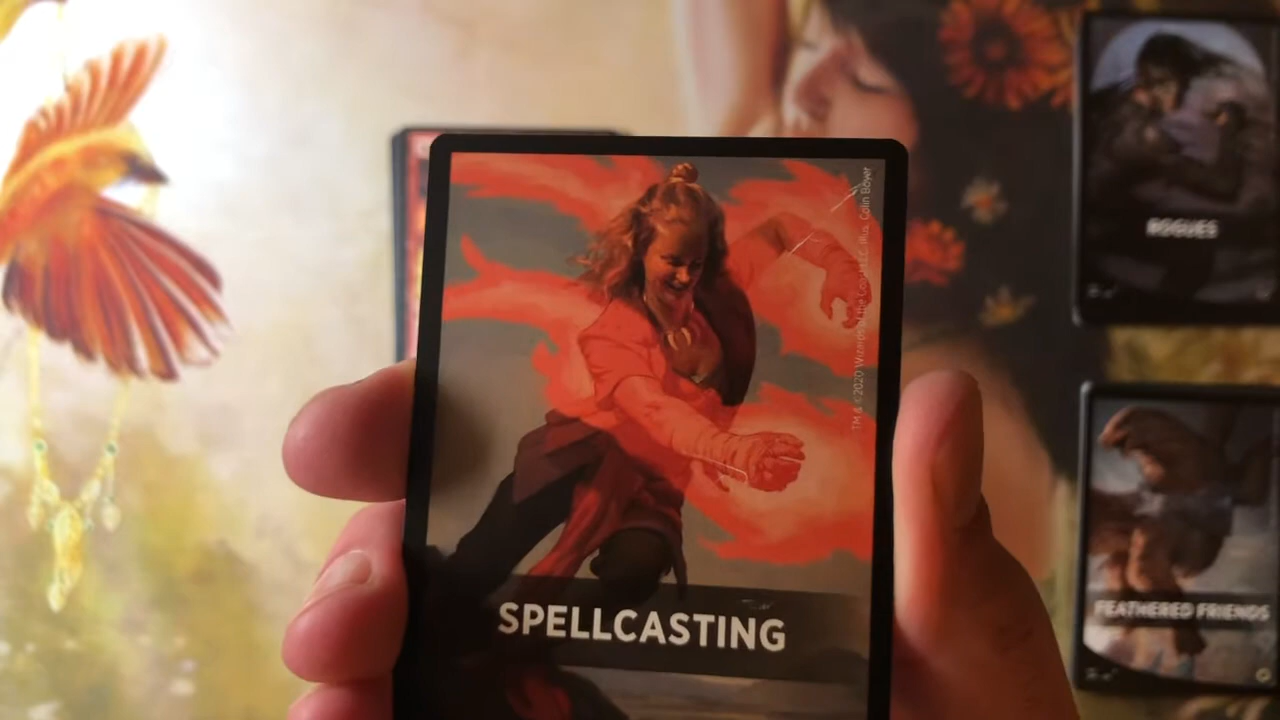 TM & © 2020 Wizards of the Coast LLC Illus. Colin Boyer
SPELLCASTING
ROGUES
FEATHERED FRIENDS